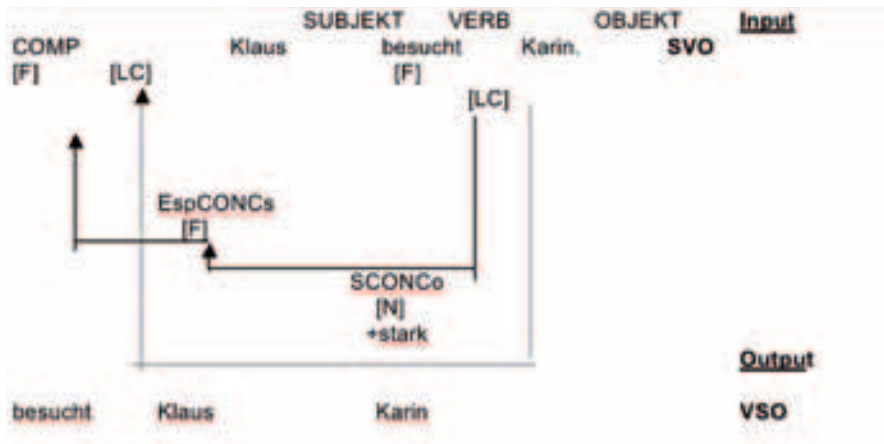 SUBJEKT VERB OBJEKT Input
COMP Klaus besucht Karin. SVO
[F] [LC] [F]
[LC]
EspCONCs
[F]
SCONCo
[N]
+stark
Output
besucht Klaus Karin VSO